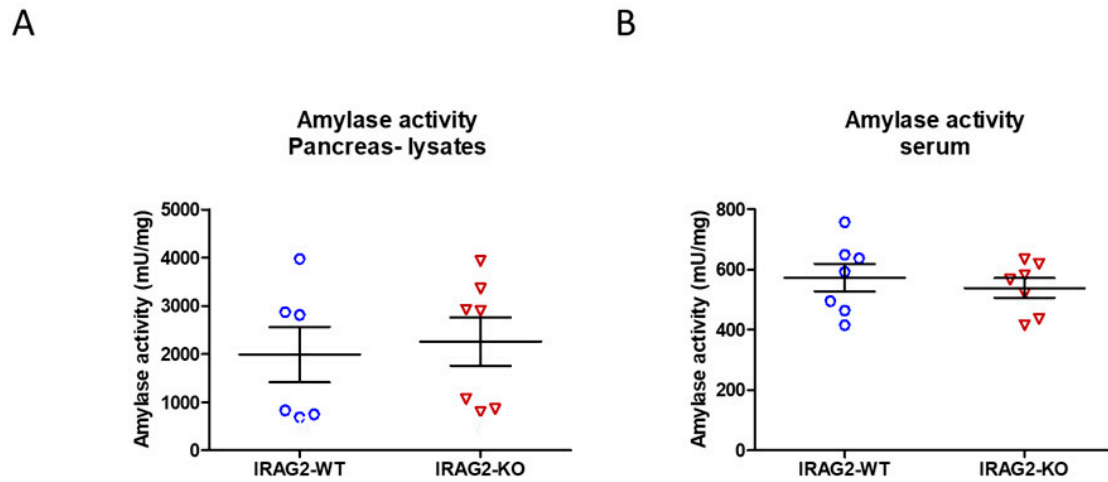 A
Amylase activity
Pancreas- lysates
Amylase activity (mU/mg)
5000
4000
3000
2000
1000
0
IRAG2-WT
IRAG2-KO
B
Amylase activity
serum
Amylase activity (mU/mg)
800
600
400
200
0
IRAG2-WT
IRAG2-KO